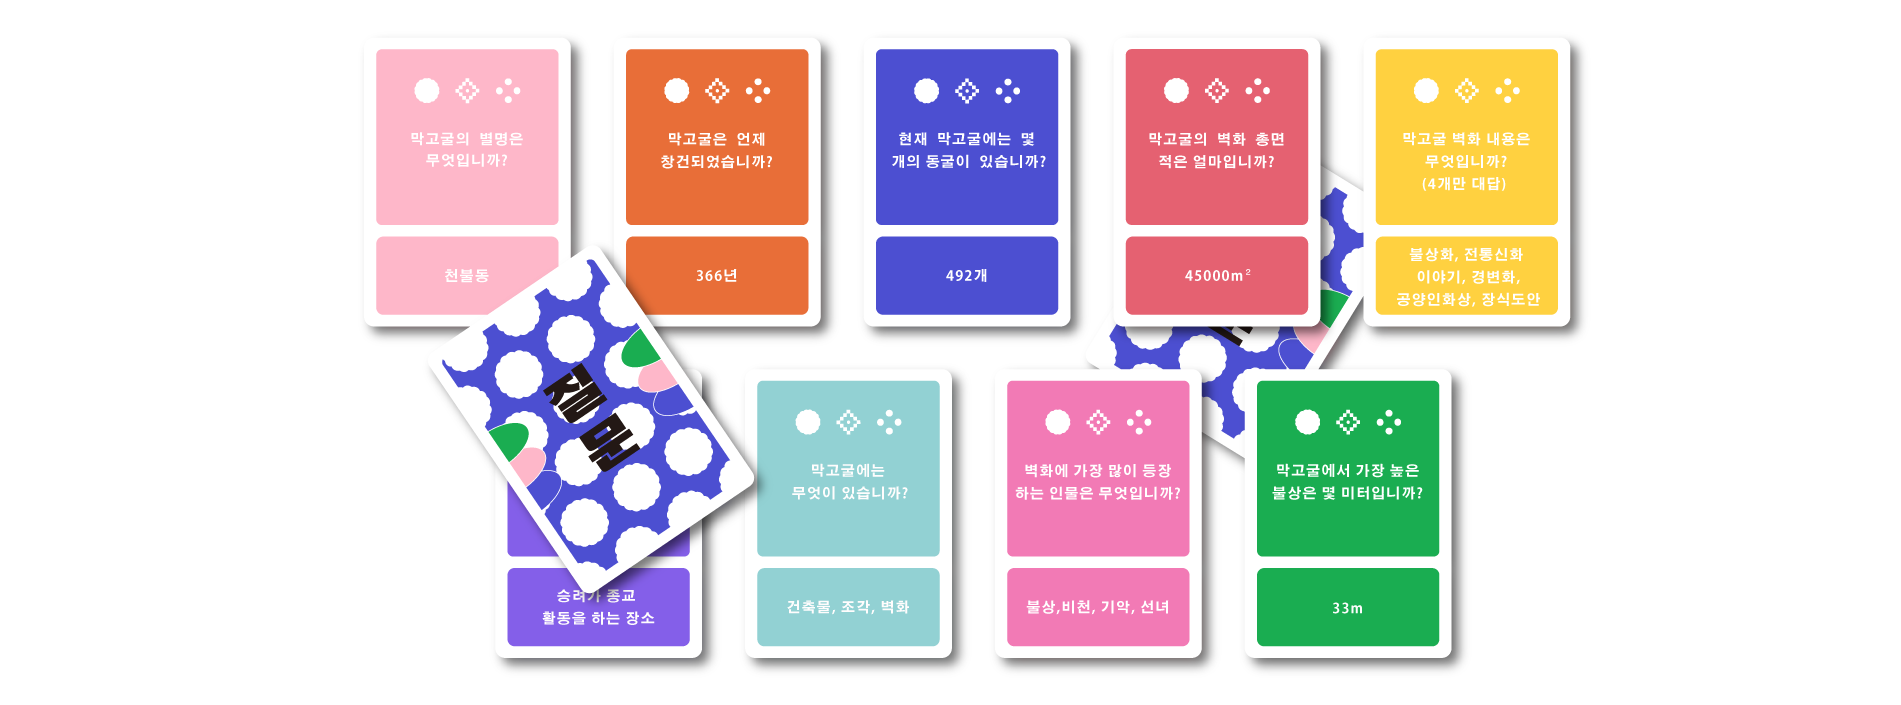 막고굴의 별명은
무엇입니까?
천불동
막고굴은 언제
창건되었습니까?
366년
현재 막고굴에는 몇
개의 동굴이 있습니까?
492개
막고굴의 벽화 총면
적은 얼마입니까?
45000m²
막고굴 벽화 내용은
무엇입니까?
(4개만 대답)
불상화, 전통신화
이야기, 경변화,
공양인화상, 장식도안
질문
승려가 종교
활동을 하는 장소
막고굴에는
무엇이 있습니까?
건축물, 조각, 벽화
벽화에 가장 많이 등장
하는 인물은 무엇입니까?
불상,비천, 기악, 선녀
막고굴에서 가장 높은
불상은 몇 미터입니까?
33m